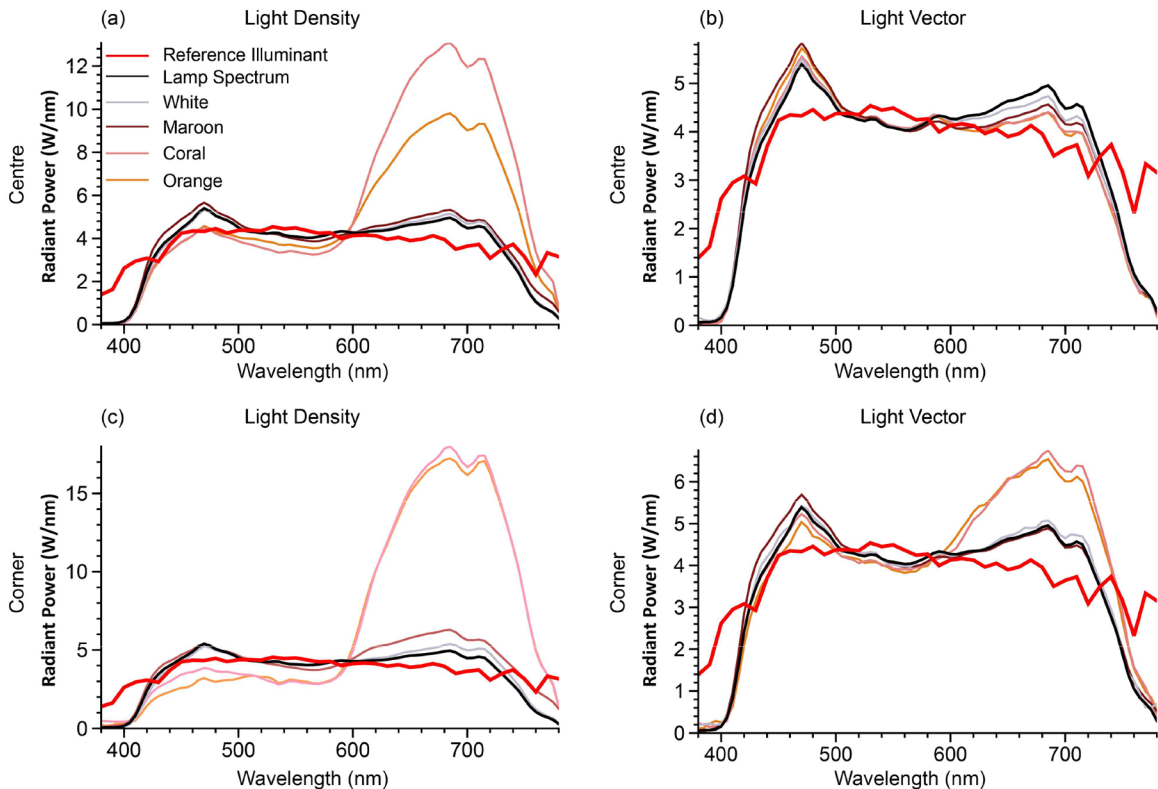 (a) Light Density
Reference Illuminant
Lamp Spectrum
White
Maroon
Coral
Orange
Centre
Radiant Power (W/nm)
12
10
8
6
4
2
0
400 500 600 700
Wavelength (nm)
(b) Light Vector
Radiant Power (W/nm)
5
4
3
2
1
0
400 500 600 700
Wavelength (nm)
(c) Light Density
Corner
Radiant Power (W/nm)
15
10
5
0
400 500 600 700
Wavelength (nm)
(d) Light Vector
Radiant Power (W/nm)
6
5
4
3
2
1
0
400 500 600 700
Wavelength (nm)